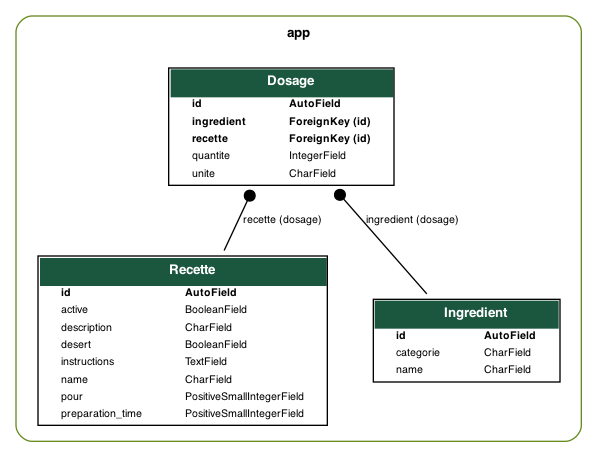 app
Dosage
id AutoField
ingredient ForeignKey (id)
recette ForeignKey (id)
quantite IntegerField
unite CharField
recette (dosage) ingredient (dosage)
Recette
id AutoField
active BooleanField
description CharField
desert BooleanField
instructions TextField
name CharField
pour PositiveSmallIntegerField
preparation_time PositiveSmallIntegerField
Ingredient
id AutoField
categorie CharField
name CharField